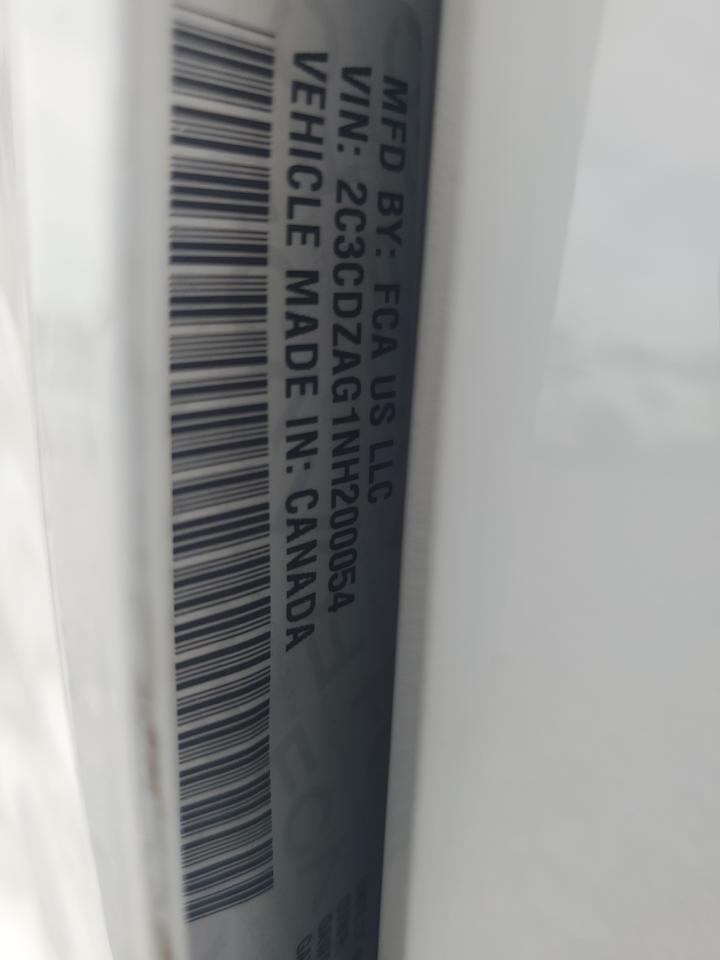 MFD BY: FCA US LLC
VIN: 2C3CDZAG1NH200054
VEHICLE MADE IN: CANADA